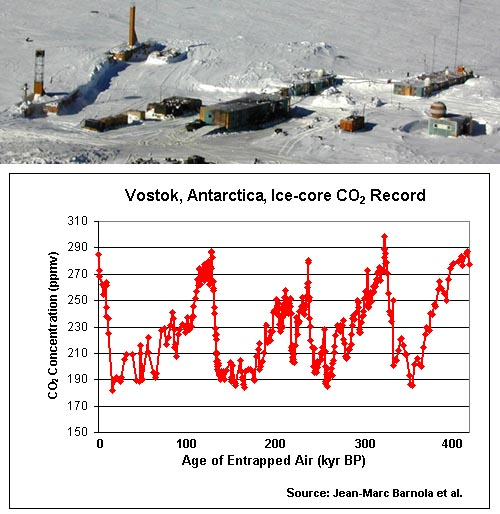 Vostok, Antarctica, Ice-core CO₂ Record
310
290
270
250
230
210
190
170
150
CO₂ Concentration (ppmv)
0 100 200 300 400
Age of Entrapped Air (kyr BP)
Source: Jean-Marc Barnola et al.